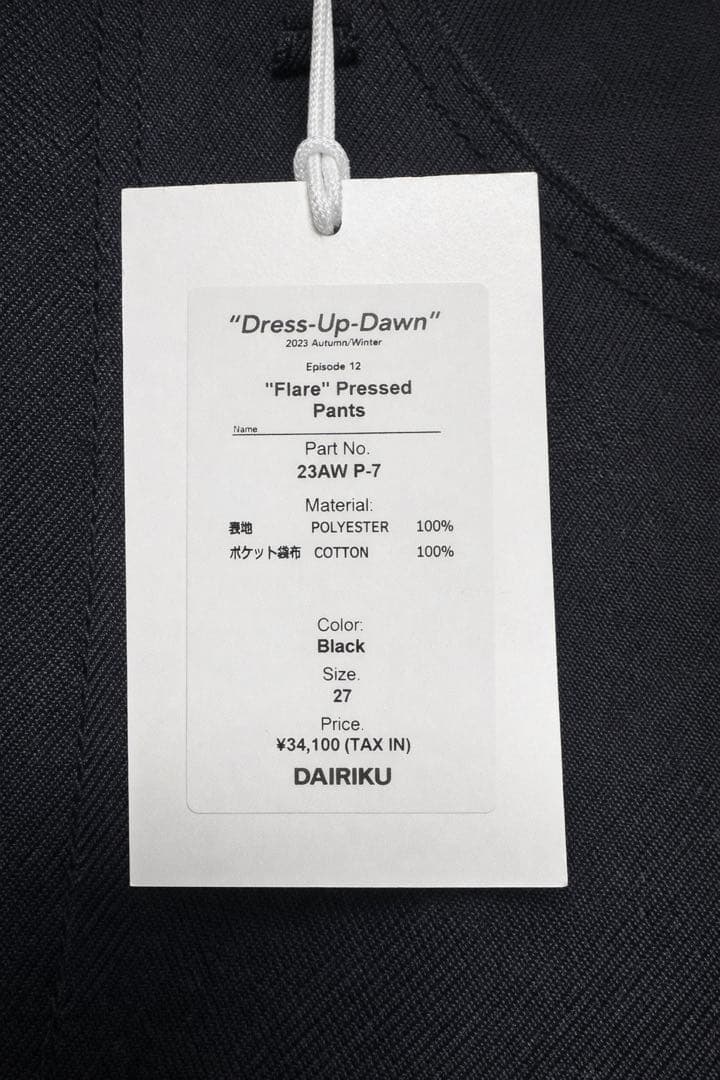 “Dress-Up-Dawn”
2023 Autumn/Winter
Episode 12
"Flare" Pressed
Pants
Name
Part No.
23AW P-7
Material:
表地 POLYESTER 100%
ポケット袋布 COTTON 100%
Color:
Black
Size.
27
Price.
¥34,100 (TAX IN)
DAIRIKU